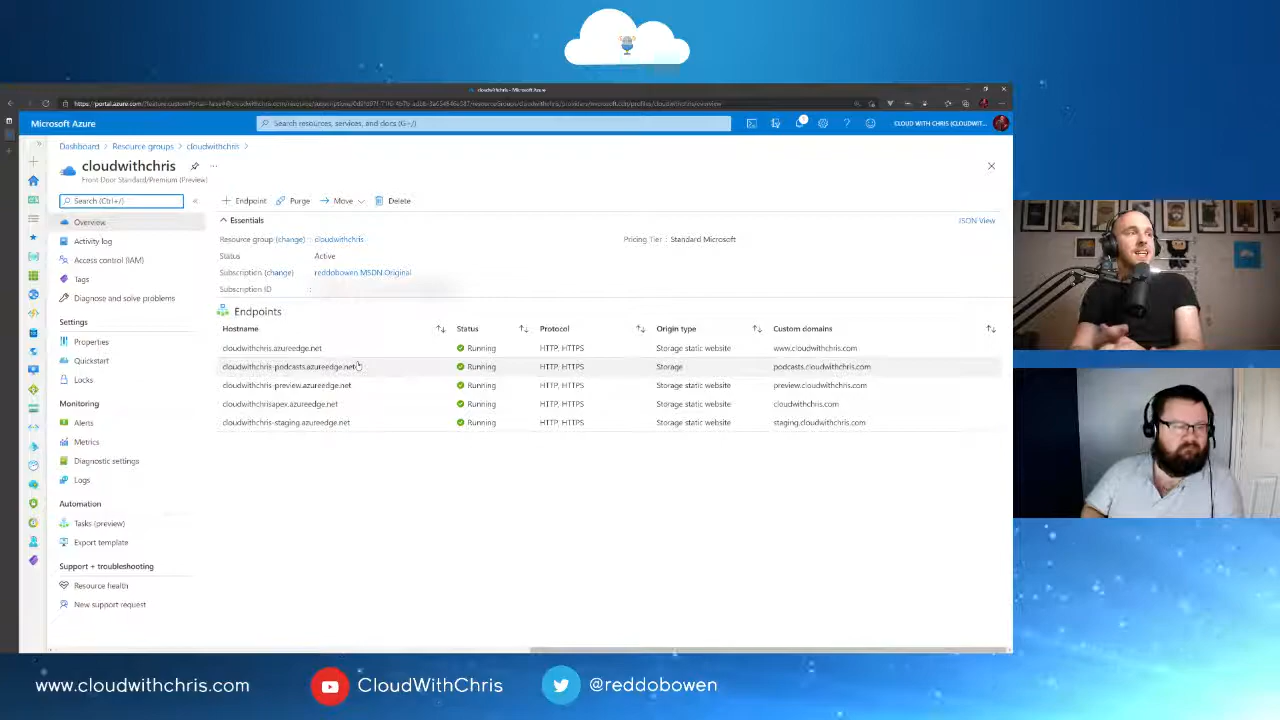 cloudwithchris - Microsoft Azure
Microsoft Azure
Search resources, services, and docs (G+/)
CLOUD WITH CHRIS (CLOUDWIT...
Dashboard > Resource groups > cloudwithchris >
cloudwithchris
...
Front Door Standard/Premium (Preview)
Search (Ctrl+/)
«
Endpoint
Purge
Move
Delete
Overview
Activity log
Access control (IAM)
Tags
Diagnose and solve problems
Settings
Properties
Quickstart
Locks
Monitoring
Alerts
Metrics
Diagnostic settings
Logs
Automation
Tasks (preview)
Export template
Support + troubleshooting
Resource health
New support request
Essentials
JSON View
Resource group (change) : cloudwithchris
Pricing Tier : Standard Microsoft
Status : Active
Subscription (change) : reddobowen MSDN Original
Subscription ID :
Endpoints
Hostname Status Protocol Origin type Custom domains
cloudwithchris.azureedge.net Running HTTP, HTTPS Storage static website www.cloudwithchris.com
cloudwithchris-podcasts.azureedge.net Running HTTP, HTTPS Storage podcasts.cloudwithchris.com
cloudwithchris-preview.azureedge.net Running HTTP, HTTPS Storage static website preview.cloudwithchris.com
cloudwithchrisapex.azureedge.net Running HTTP, HTTPS Storage static website cloudwithchris.com
cloudwithchris-staging.azureedge.net Running HTTP, HTTPS Storage static website staging.cloudwithchris.com
www.cloudwithchris.com
CloudWithChris
@reddobowen